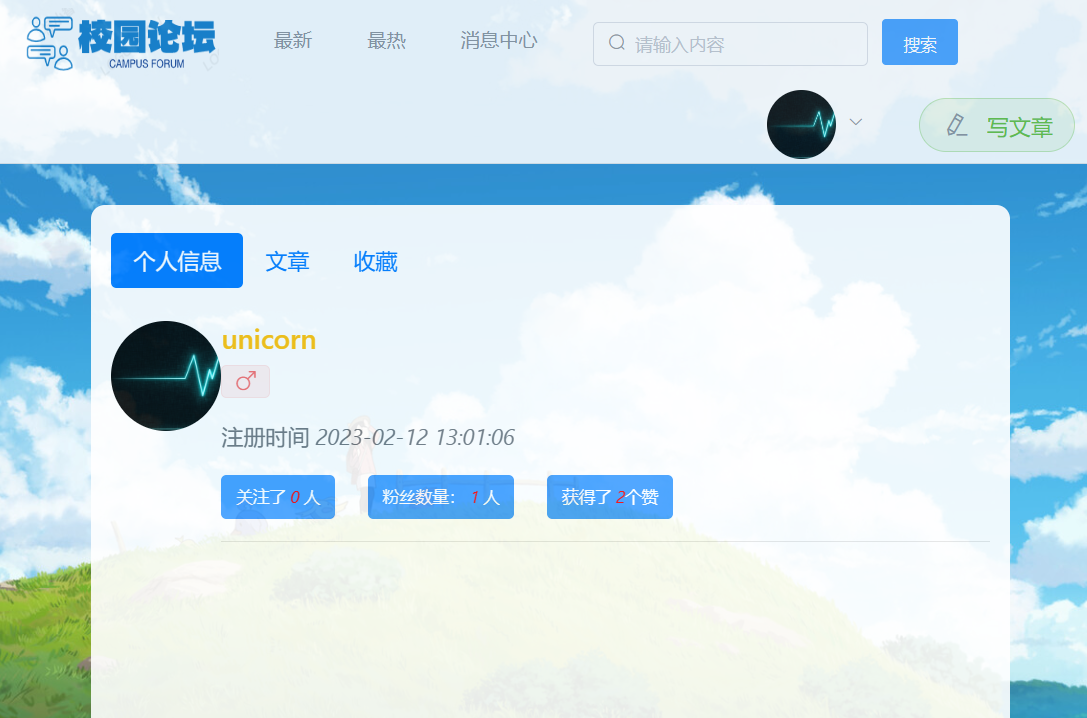 校园论坛
CAMPUS FORUM
最新 最热 消息中心 请输入内容 搜索
写文章
个人信息 文章 收藏
unicorn
注册时间 2023-02-12 13:01:06
关注了 0 人 粉丝数量： 1 人 获得了 2个赞